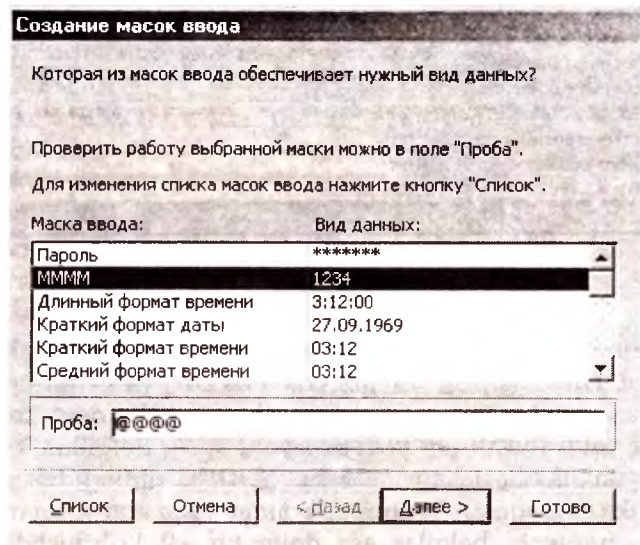 Создание масок ввода
Которая из масок ввода обеспечивает нужный вид данных?
Проверить работу выбранной маски можно в поле "Проба".
Для изменения списка масок ввода нажмите кнопку "Список".
Маска ввода: Вид данных:
Пароль *******
ММММ 1234
Длинный формат времени 3:12:00
Краткий формат даты 27.09.1969
Краткий формат времени 03:12
Средний формат времени 03:12
Проба: @@@@
Список Отмена < Назад Далее > Готово